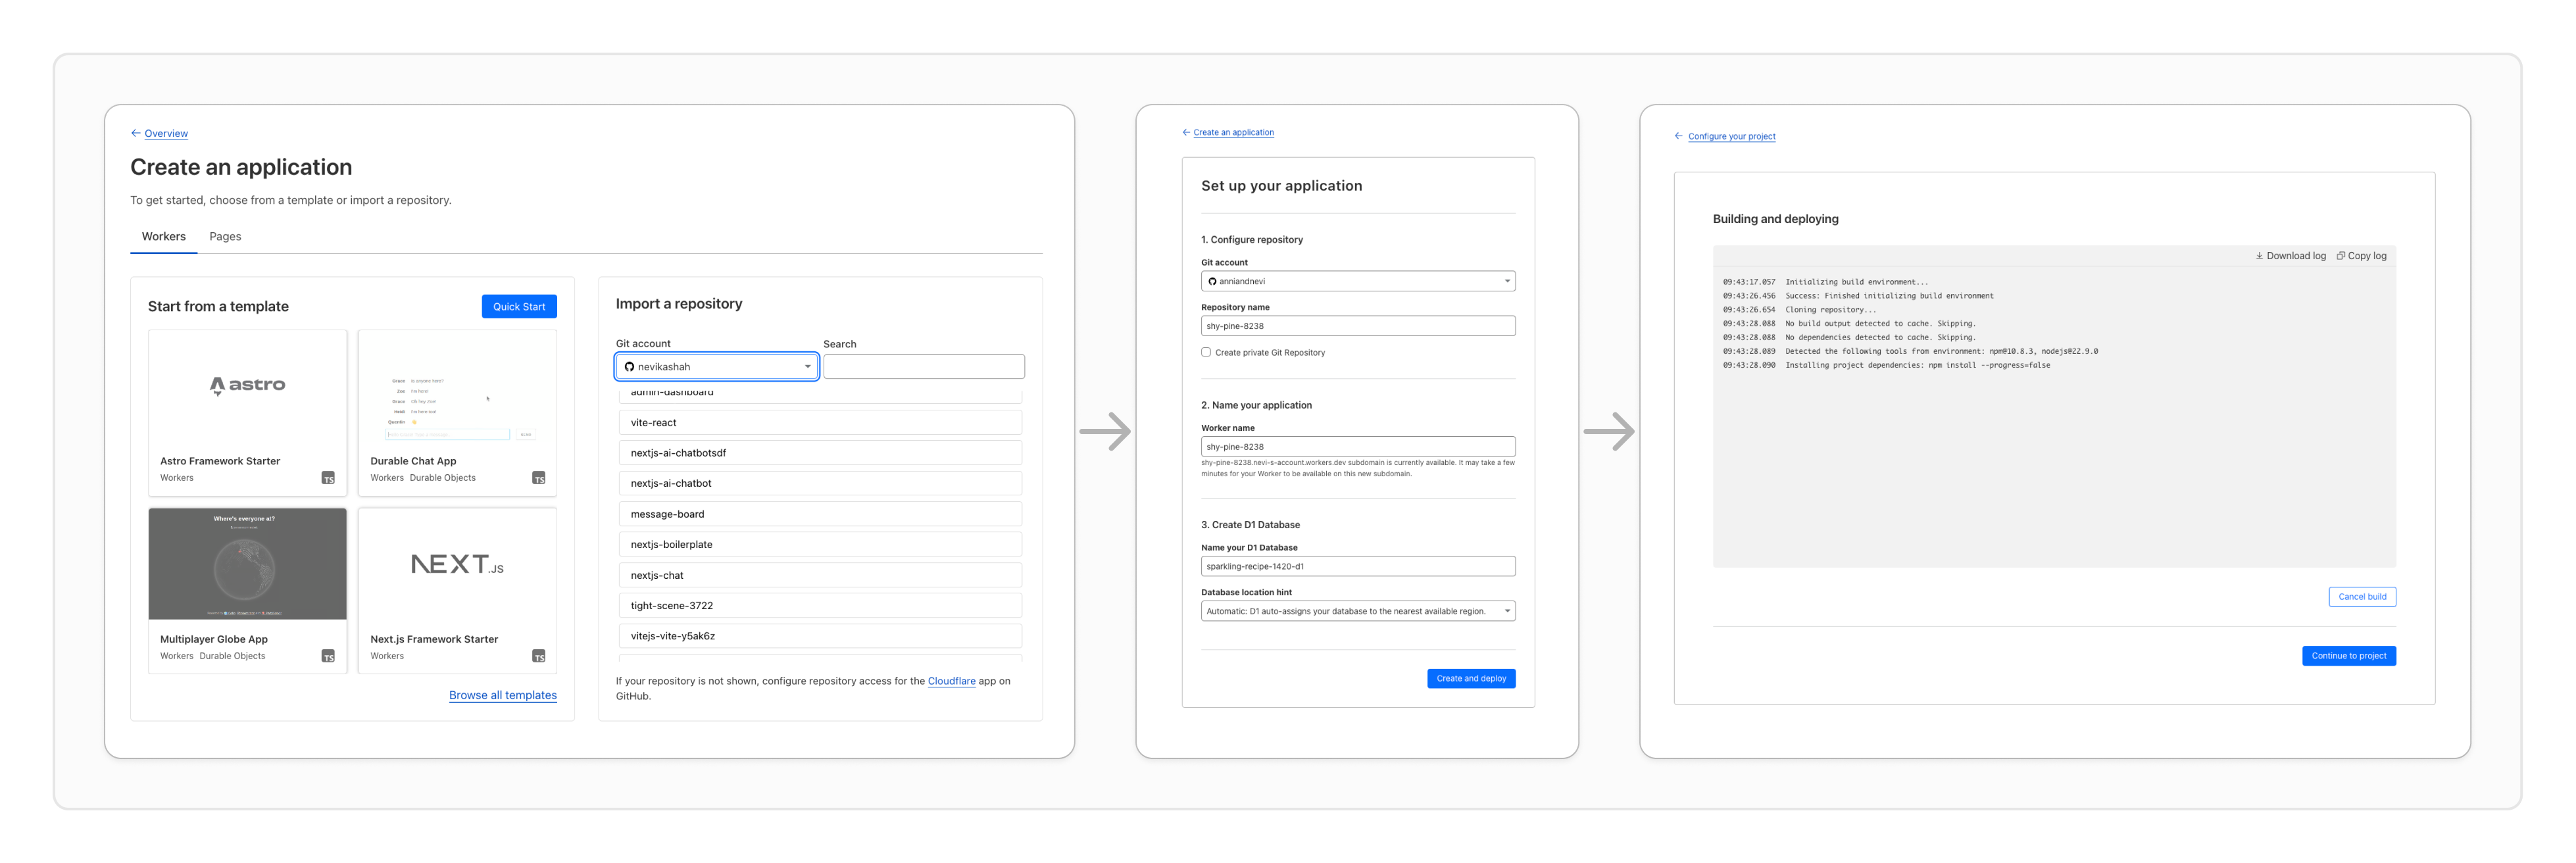 Overview
Create an application
To get started, choose from a template or import a repository.
Workers Pages
Start from a template
Quick Start
astro
Astro Framework Starter
Workers
TS
Durable Chat App
Workers Durable Objects
TS
Where's everyone at?
Multiplayer Globe App
Workers Durable Objects
TS
NEXT.JS
Next.js Framework Starter
Workers
TS
Browse all templates
Import a repository
Git account
nevikashah
Search
admin-dashboard
vite-react
nextjs-ai-chatbotsdf
nextjs-ai-chatbot
message-board
nextjs-boilerplate
nextjs-chat
tight-scene-3722
vitejs-vite-y5ak6z
If your repository is not shown, configure repository access for the Cloudflare app on
GitHub.
Create an application
Set up your application
1. Configure repository
Git account
anniandnevi
Repository name
shy-pine-8238
Create private Git Repository
2. Name your application
Worker name
shy-pine-8238
shy-pine-8238.nevi-s-account.workers.dev subdomain is currently available. It may take a few
minutes for your Worker to be available on this new subdomain.
3. Create D1 Database
Name your D1 Database
sparkling-recipe-1420-d1
Database location hint
Automatic: D1 auto-assigns your database to the nearest available region.
Create and deploy
Configure your project
Building and deploying
Download log Copy log
09:43:17.057 Initializing build environment...
09:43:26.456 Success: Finished initializing build environment
09:43:26.654 Cloning repository...
09:43:28.088 No build output detected to cache. Skipping.
09:43:28.088 No dependencies detected to cache. Skipping.
09:43:28.089 Detected the following tools from environment: npm@10.8.3, nodejs@22.9.0
09:43:28.090 Installing project dependencies: npm install --progress=false
Cancel build
Continue to project